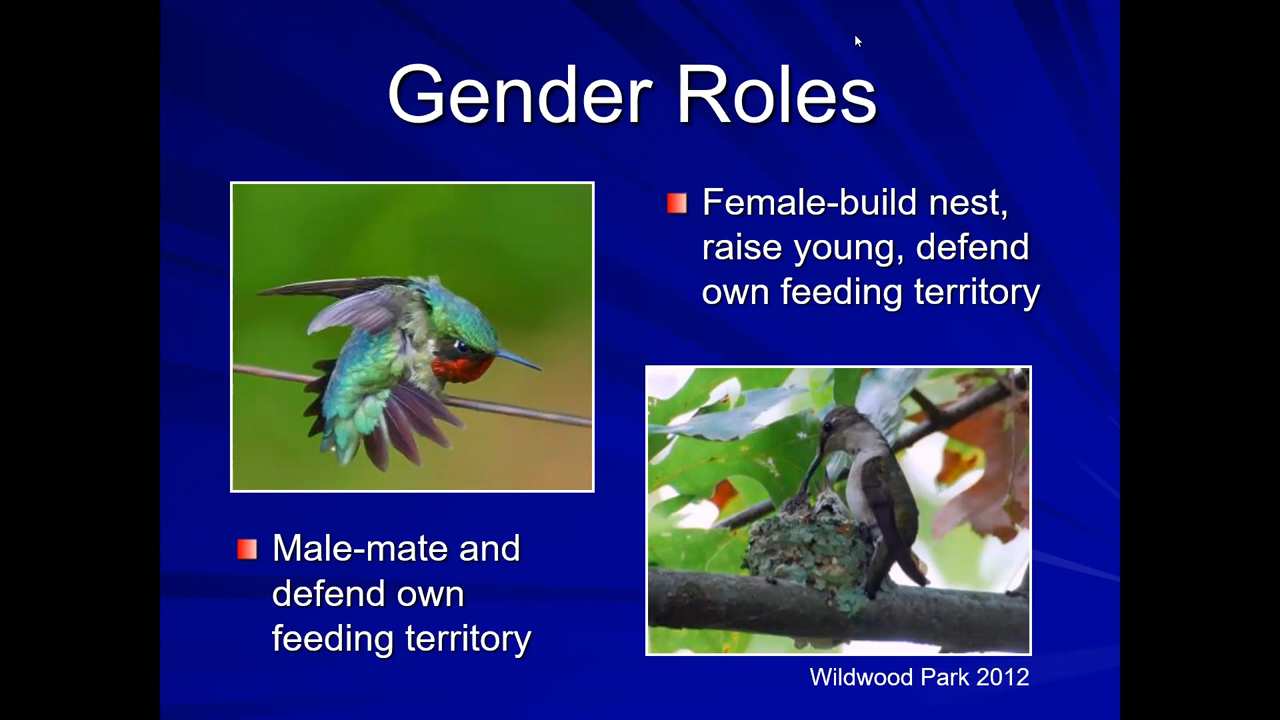 Gender Roles
Female-build nest,
raise young, defend
own feeding territory
Male-mate and
defend own
feeding territory
Wildwood Park 2012